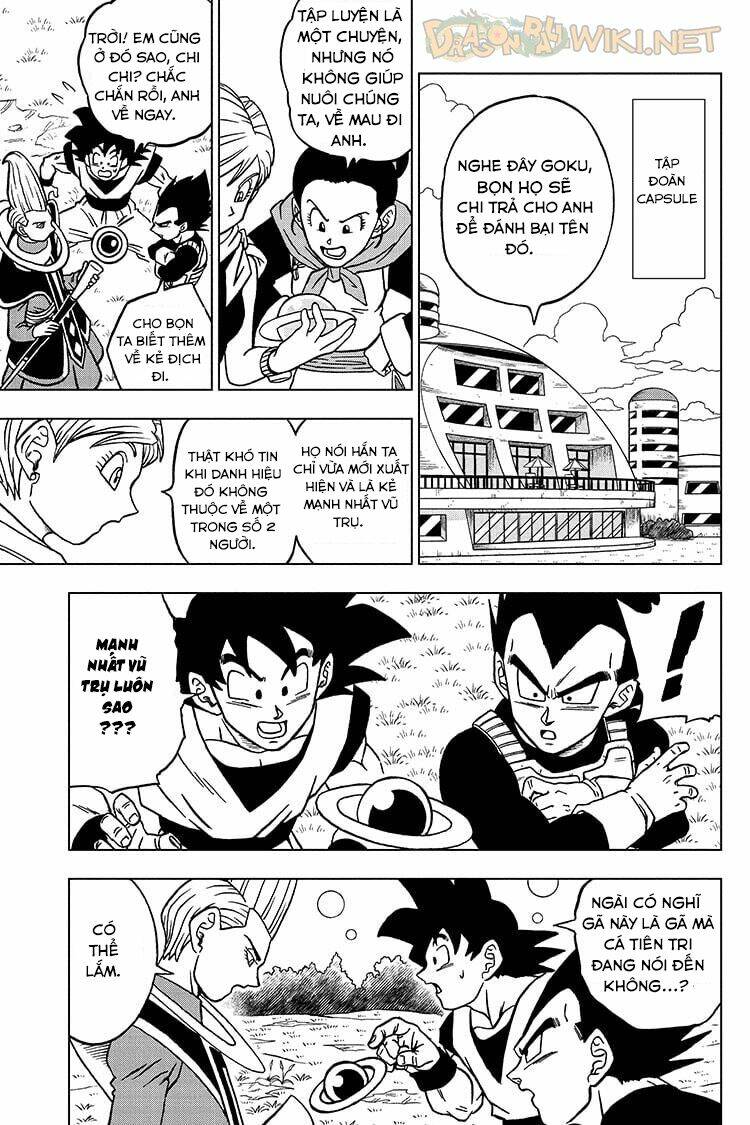 DRAGON BALL WIKI.NET
TẬP
ĐOÀN
CAPSULE
NGHE ĐÂY GOKU,
BỌN HỌ SẼ
CHI TRẢ CHO ANH
ĐỂ ĐÁNH BẠI TÊN
ĐÓ.
TẬP LUYỆN LÀ
MỘT CHUYỆN,
NHƯNG NÓ
KHÔNG GIÚP
NUÔI CHÚNG
TA, VỀ MAU ĐI
ANH.
TRỜI! EM CŨNG
Ở ĐÓ SAO, CHI
CHI? CHẮC
CHẮN RỒI, ANH
VỀ NGAY.
CHO BỌN
TA BIẾT THÊM
VỀ KẺ ĐỊCH
ĐI.
HỌ NÓI HẮN TA
CHỈ VỪA MỚI XUẤT
HIỆN VÀ LÀ KẺ
MẠNH NHẤT VŨ
TRỤ.
THẬT KHÓ TIN
KHI DANH HIỆU
ĐÓ KHÔNG
THUỘC VỀ MỘT
TRONG SỐ 2
NGƯỜI.
MẠNH
NHẤT VŨ
TRỤ LUÔN
SAO
???
!
NGÀI CÓ NGHĨ
GÃ NÀY LÀ GÃ MÀ
CÁ TIÊN TRI
ĐANG NÓI ĐẾN
KHÔNG...?
CÓ
THỂ
LẮM.